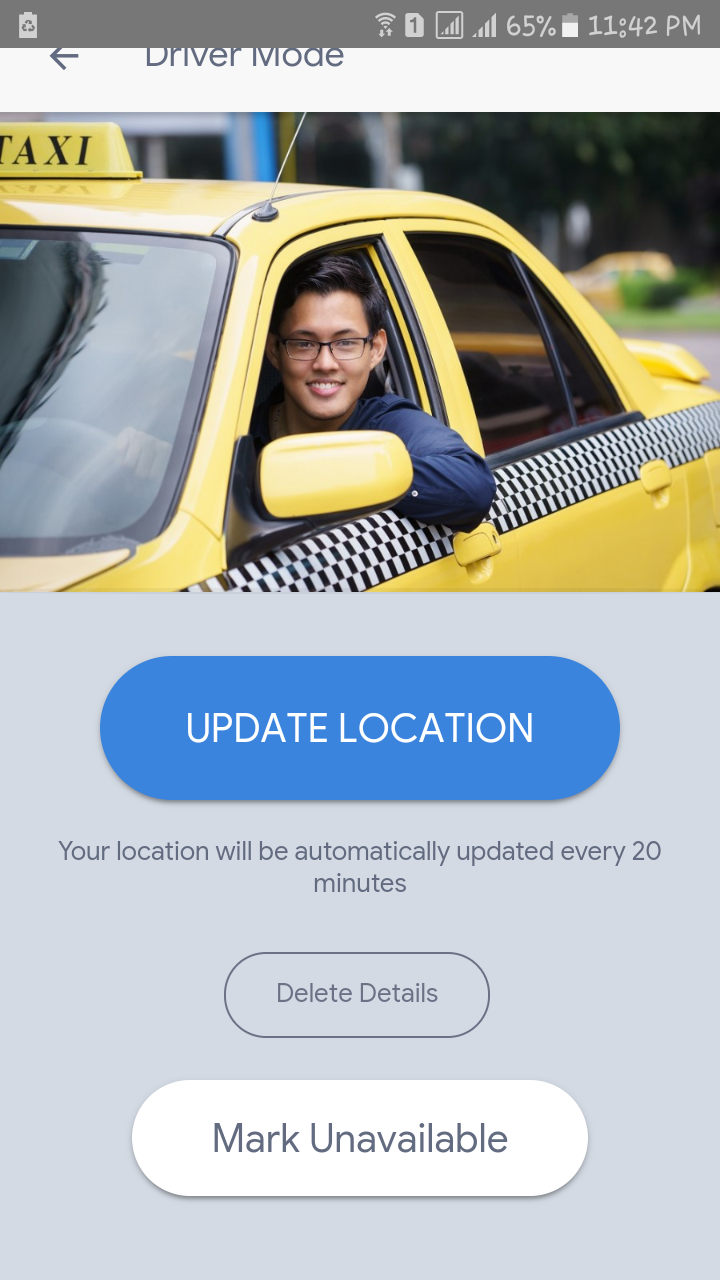 1 65% 11:42 PM
Driver Mode
TAXI
UPDATE LOCATION
Your location will be automatically updated every 20
minutes
Delete Details
Mark Unavailable